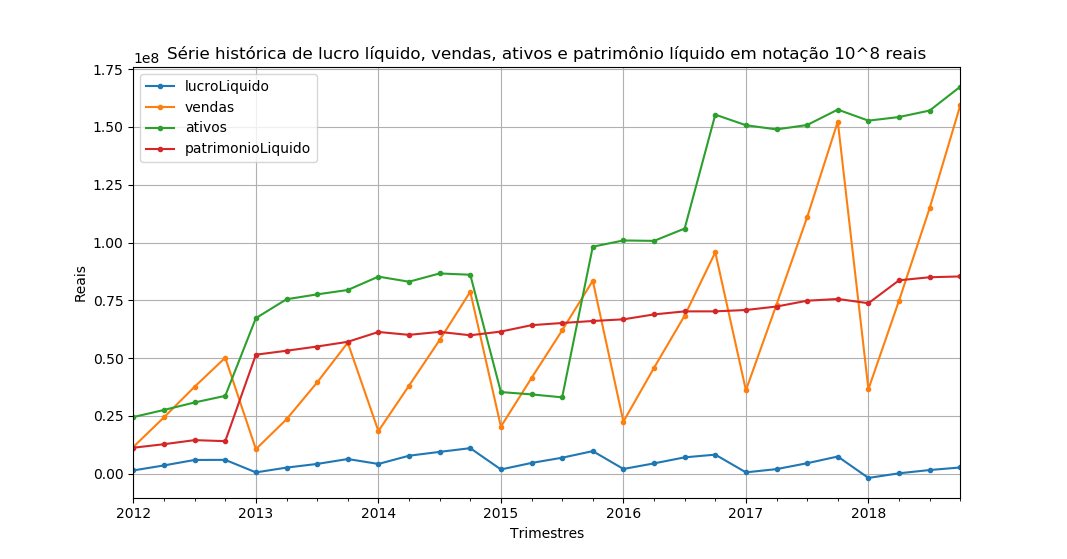 Série histórica de lucro líquido, vendas, ativos e patrimônio líquido em notação 10^8 reais
1e8
lucroLiquido
vendas
ativos
patrimonioLiquido
1.75
1.50
1.25
1.00
0.75
0.50
0.25
0.00
Reais
2012 2013 2014 2015 2016 2017 2018
Trimestres